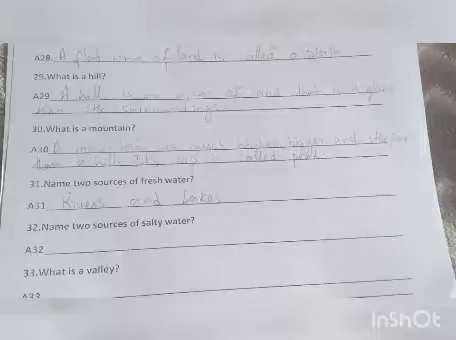 A28. A flat area of land is called a plain
29.What is a hill?
A29 A hill is an area of land that is higher
than its surroundings
30.What is a mountain?
A30 A mountain is much higher and steeper
than a hill. Its top is called peak.
31.Name two sources of fresh water?
A31 Rivers and Lakes
32.Name two sources of salty water?
A32
33.What is a valley?
A33
InShOt